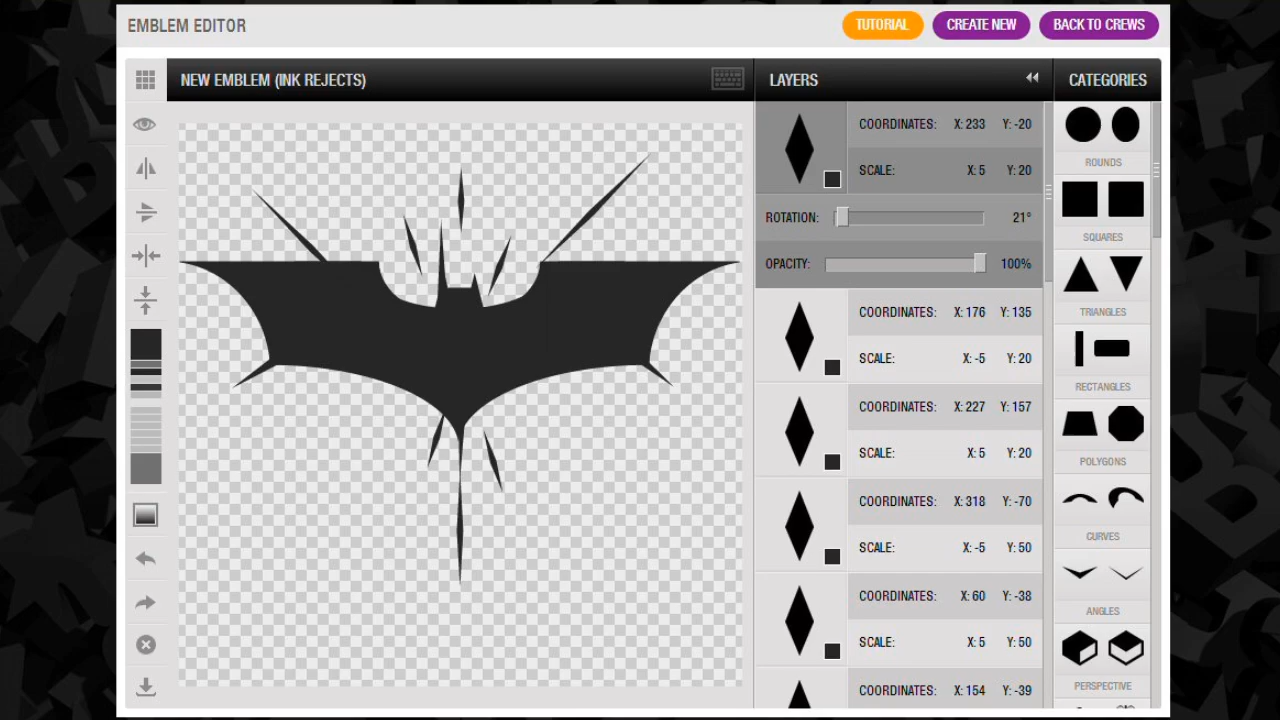 EMBLEM EDITOR
TUTORIAL
CREATE NEW
BACK TO CREWS
NEW EMBLEM (INK REJECTS)
LAYERS
CATEGORIES
COORDINATES: X: 233 Y: -20
SCALE: X: 5 Y: 20
ROTATION: 21°
OPACITY: 100%
COORDINATES: X: 176 Y: 135
SCALE: X: -5 Y: 20
COORDINATES: X: 227 Y: 157
SCALE: X: 5 Y: 20
COORDINATES: X: 318 Y: -70
SCALE: X: -5 Y: 50
COORDINATES: X: 60 Y: -38
SCALE: X: 5 Y: 50
COORDINATES: X: 154 Y: -39
ROUNDS
SQUARES
TRIANGLES
RECTANGLES
POLYGONS
CURVES
ANGLES
PERSPECTIVE